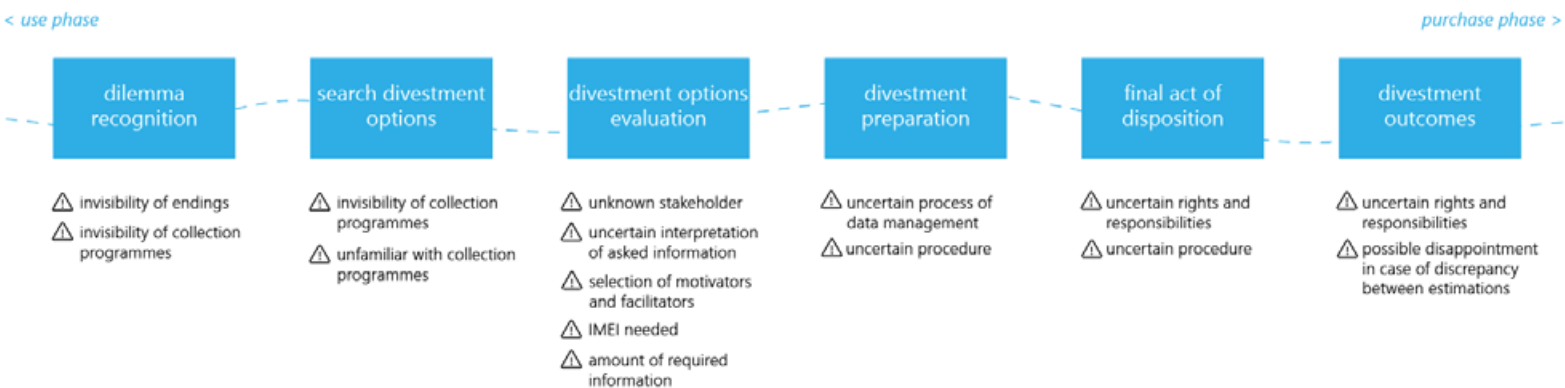 < use phase
purchase phase >
dilemma
recognition
search divestment
options
divestment options
evaluation
divestment
preparation
final act of
disposition
divestment
outcomes
invisibility of endings
invisibility of collection
programmes
invisibility of collection
programmes
unfamiliar with collection
programmes
unknown stakeholder
uncertain interpretation
of asked information
selection of motivators
and facilitators
IMEI needed
amount of required
information
uncertain process of
data management
uncertain procedure
uncertain rights and
responsibilities
uncertain procedure
uncertain rights and
responsibilities
possible disappointment
in case of discrepancy
between estimations